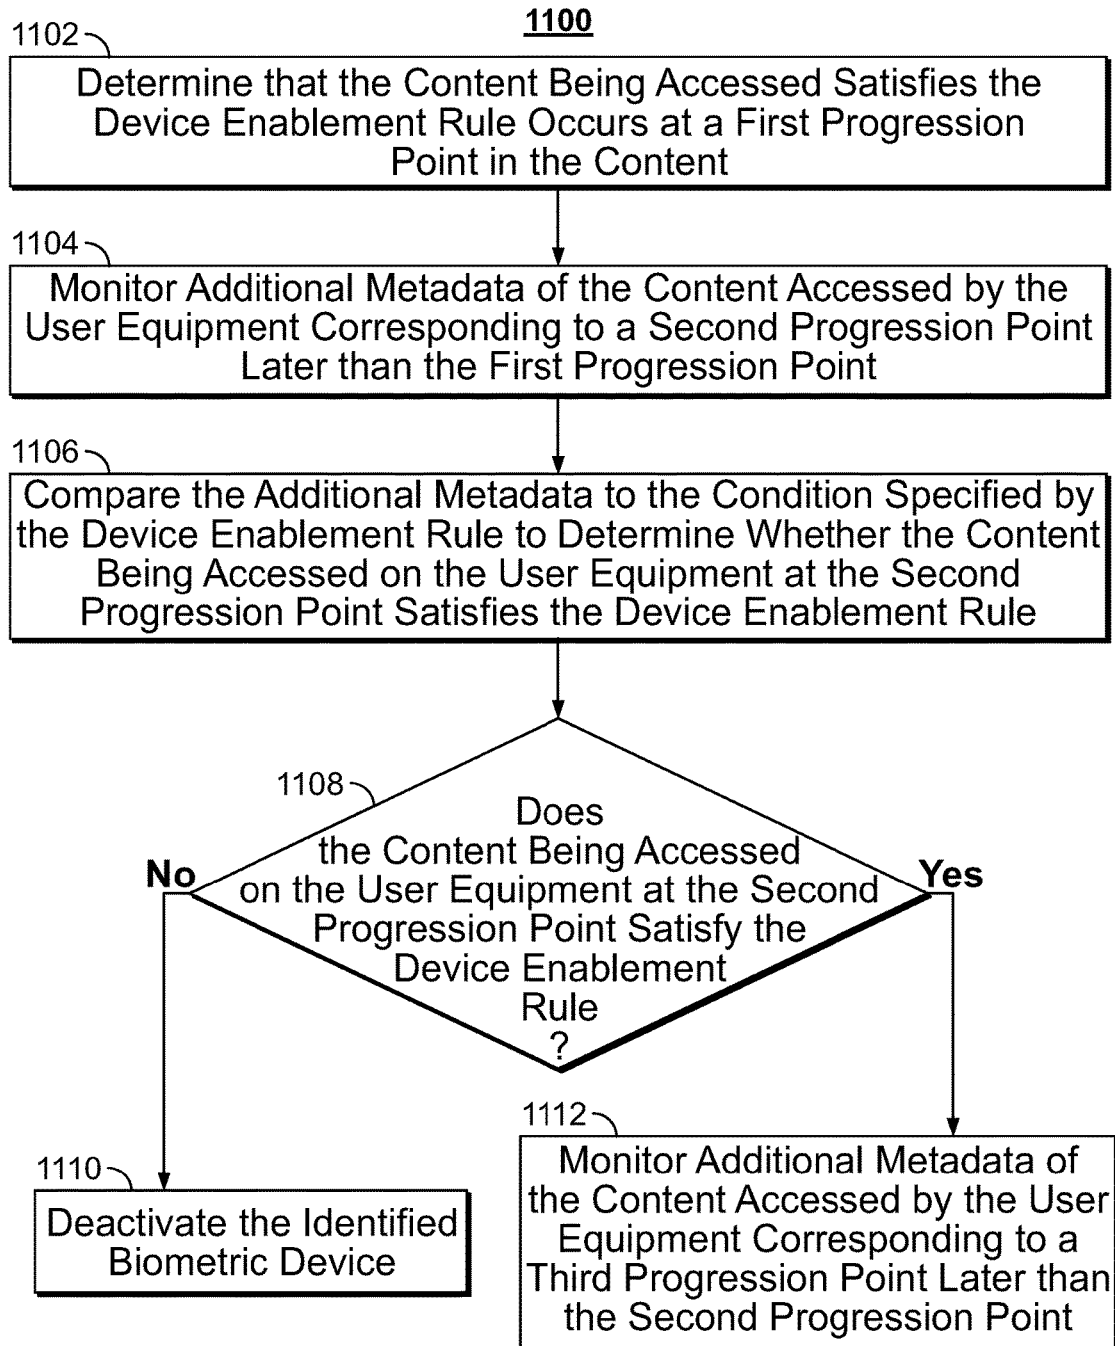 1100
1102
Determine that the Content Being Accessed Satisfies the
Device Enablement Rule Occurs at a First Progression
Point in the Content
1104
Monitor Additional Metadata of the Content Accessed by the
User Equipment Corresponding to a Second Progression Point
Later than the First Progression Point
1106
Compare the Additional Metadata to the Condition Specified by
the Device Enablement Rule to Determine Whether the Content
Being Accessed on the User Equipment at the Second
Progression Point Satisfies the Device Enablement Rule
1108
Does
the Content Being Accessed
on the User Equipment at the Second
Progression Point Satisfy the
Device Enablement
Rule
?
No
Yes
1110
Deactivate the Identified
Biometric Device
1112
Monitor Additional Metadata of
the Content Accessed by the User
Equipment Corresponding to a
Third Progression Point Later than
the Second Progression Point